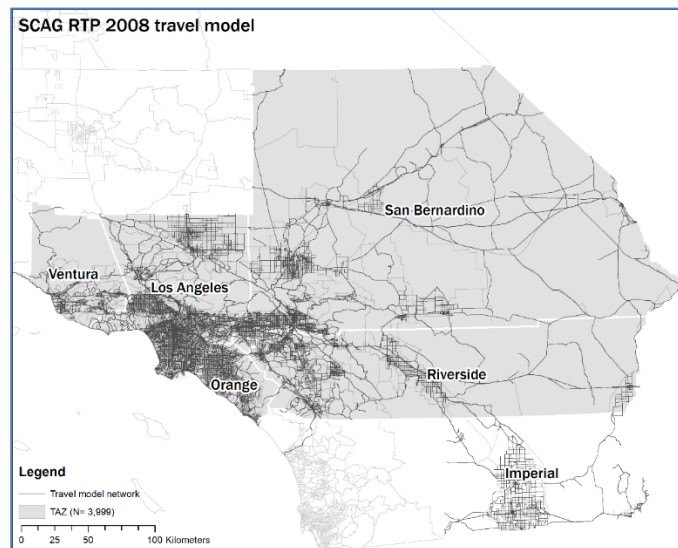 SCAG RTP 2008 travel model
San Bernardino
Ventura
Los Angeles
Riverside
Orange
Imperial
Legend
Travel model network
TAZ (N= 3,999)
0 25 50 100 Kilometers